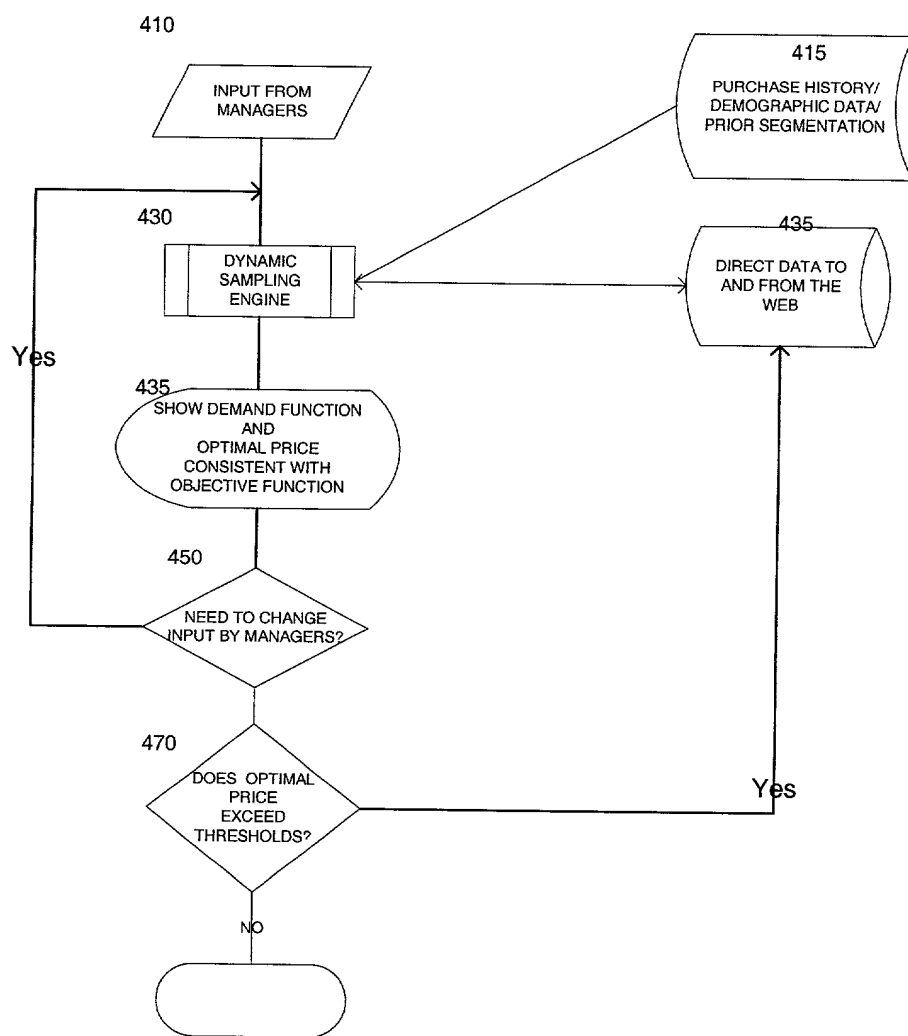 410
INPUT FROM
MANAGERS
415
PURCHASE HISTORY/
DEMOGRAPHIC DATA/
PRIOR SEGMENTATION
430
DYNAMIC
SAMPLING
ENGINE
435
DIRECT DATA TO
AND FROM THE
WEB
Yes
435
SHOW DEMAND FUNCTION
AND
OPTIMAL PRICE
CONSISTENT WITH
OBJECTIVE FUNCTION
450
NEED TO CHANGE
INPUT BY MANAGERS?
470
DOES OPTIMAL
PRICE
EXCEED
THRESHOLDS?
Yes
NO